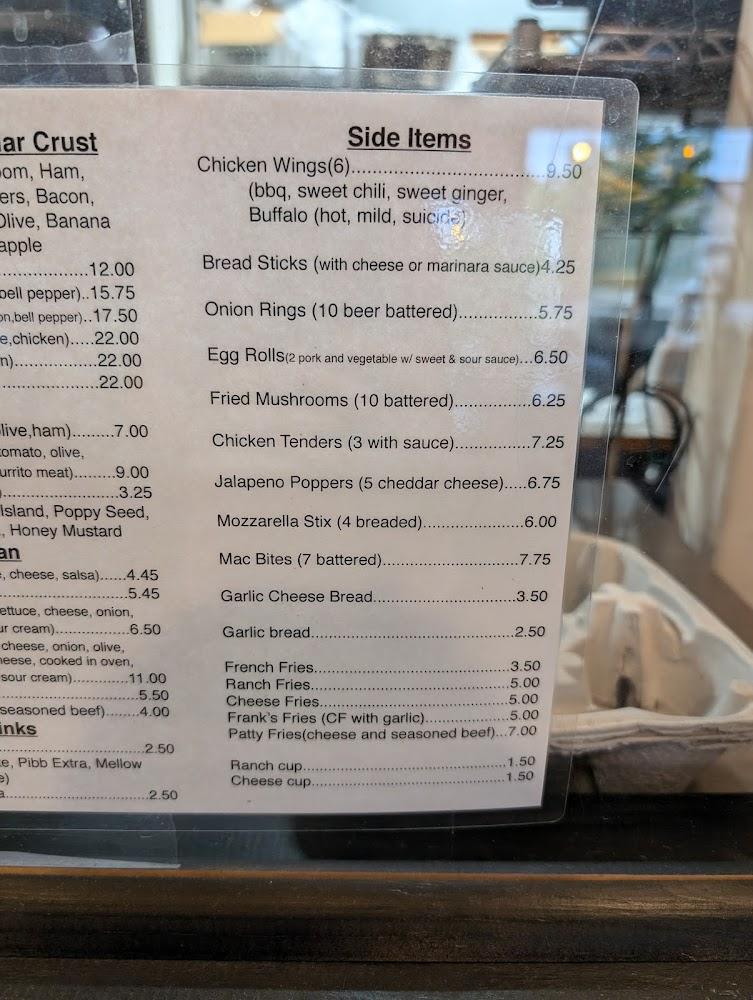 ar Crust
om, Ham,
ers, Bacon,
Olive, Banana
apple
..................12.00
bell pepper)..15.75
on,bell pepper)..17.50
e,chicken).....22.00
n)...................22.00
......................22.00
olive,ham).........7.00
omato, olive,
urrito meat).........9.00
)........................3.25
Island, Poppy Seed,
, Honey Mustard
an
e, cheese, salsa)......4.45
..............................5.45
ettuce, cheese, onion,
ur cream)................6.50
cheese, onion, olive,
heese, cooked in oven,
sour cream)............11.00
..............................5.50
seasoned beef)........4.00
inks
..............................2.50
ke, Pibb Extra, Mellow
e)
a...............................2.50
Side Items
Chicken Wings(6)....................................9.50
(bbq, sweet chili, sweet ginger,
Buffalo (hot, mild, suicide)
Bread Sticks (with cheese or marinara sauce)4.25
Onion Rings (10 beer battered)................5.75
Egg Rolls(2 pork and vegetable w/ sweet & sour sauce)...6.50
Fried Mushrooms (10 battered)................6.25
Chicken Tenders (3 with sauce)................7.25
Jalapeno Poppers (5 cheddar cheese).....6.75
Mozzarella Stix (4 breaded)......................6.00
Mac Bites (7 battered)..............................7.75
Garlic Cheese Bread................................3.50
Garlic bread.............................................2.50
French Fries.............................................3.50
Ranch Fries..............................................5.00
Cheese Fries............................................5.00
Frank's Fries (CF with garlic)...................5.00
Patty Fries(cheese and seasoned beef)...7.00
Ranch cup................................................1.50
Cheese cup..............................................1.50